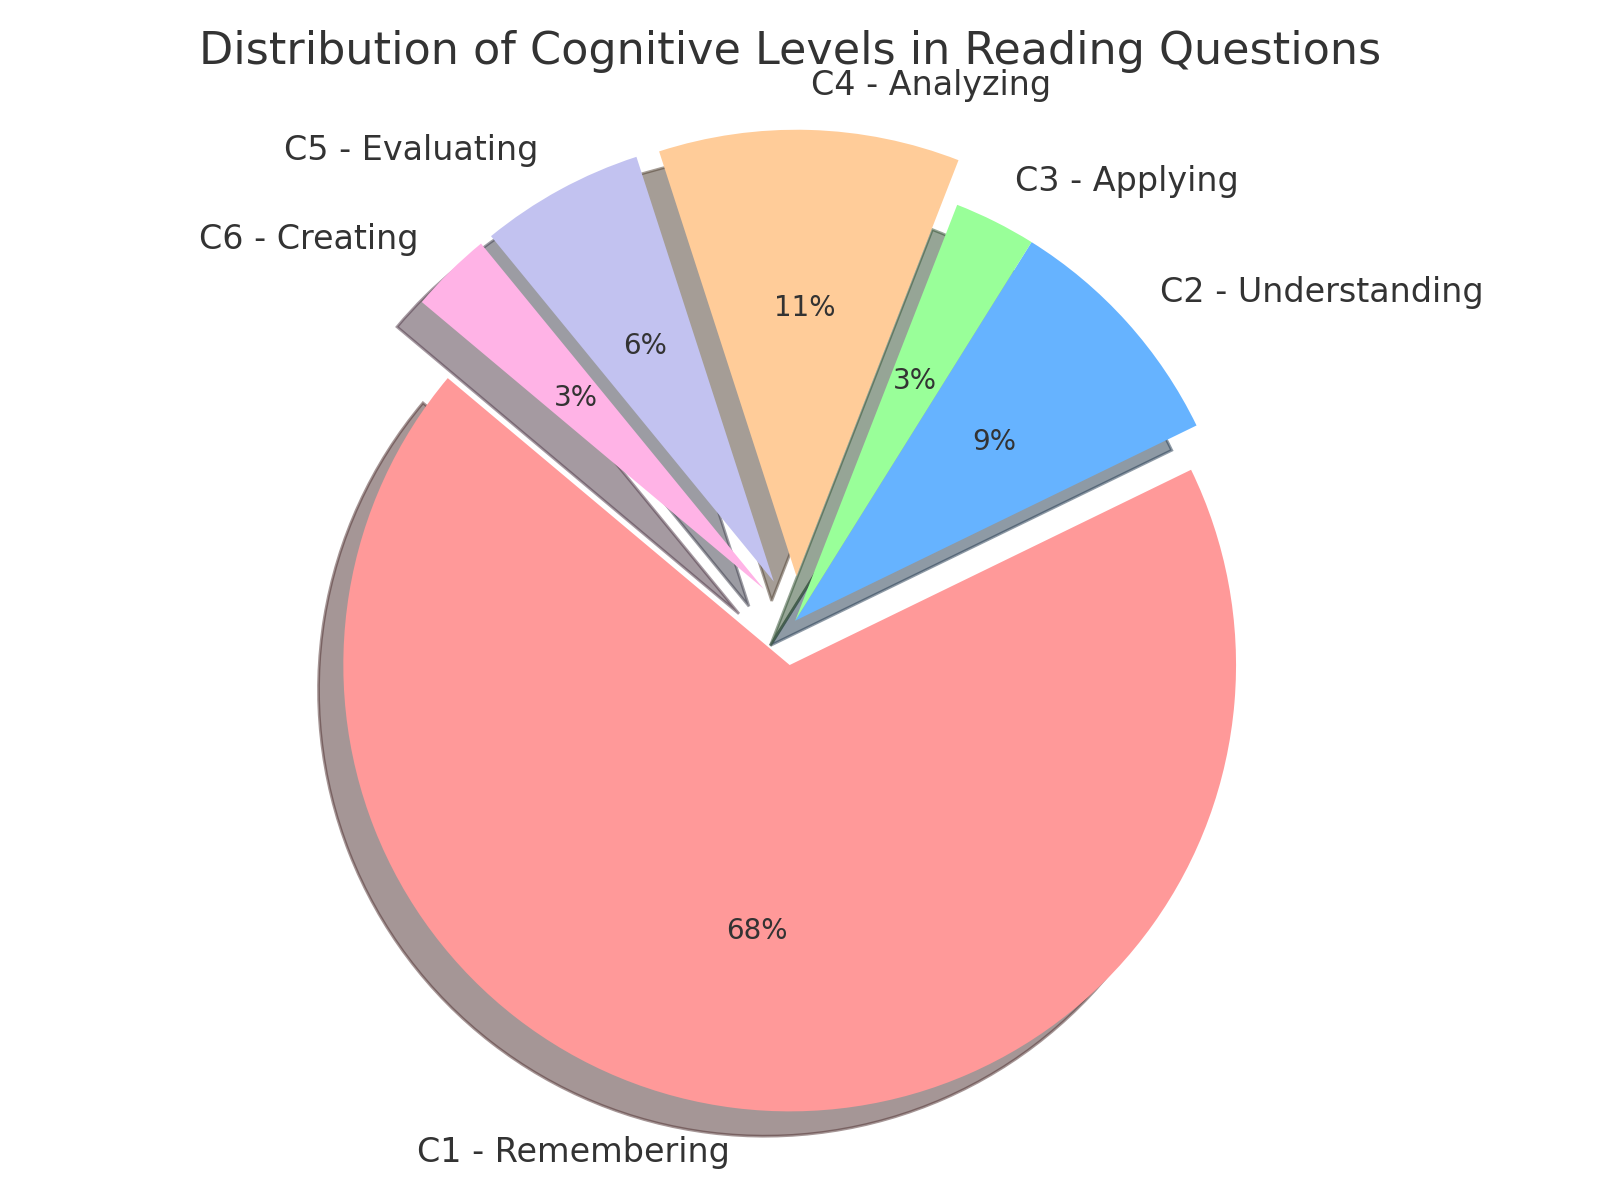 Distribution of Cognitive Levels in Reading Questions
C4 - Analyzing
C5 - Evaluating
C3 - Applying
C6 - Creating
C2 - Understanding
11%
6%
3%
3%
9%
68%
C1 - Remembering